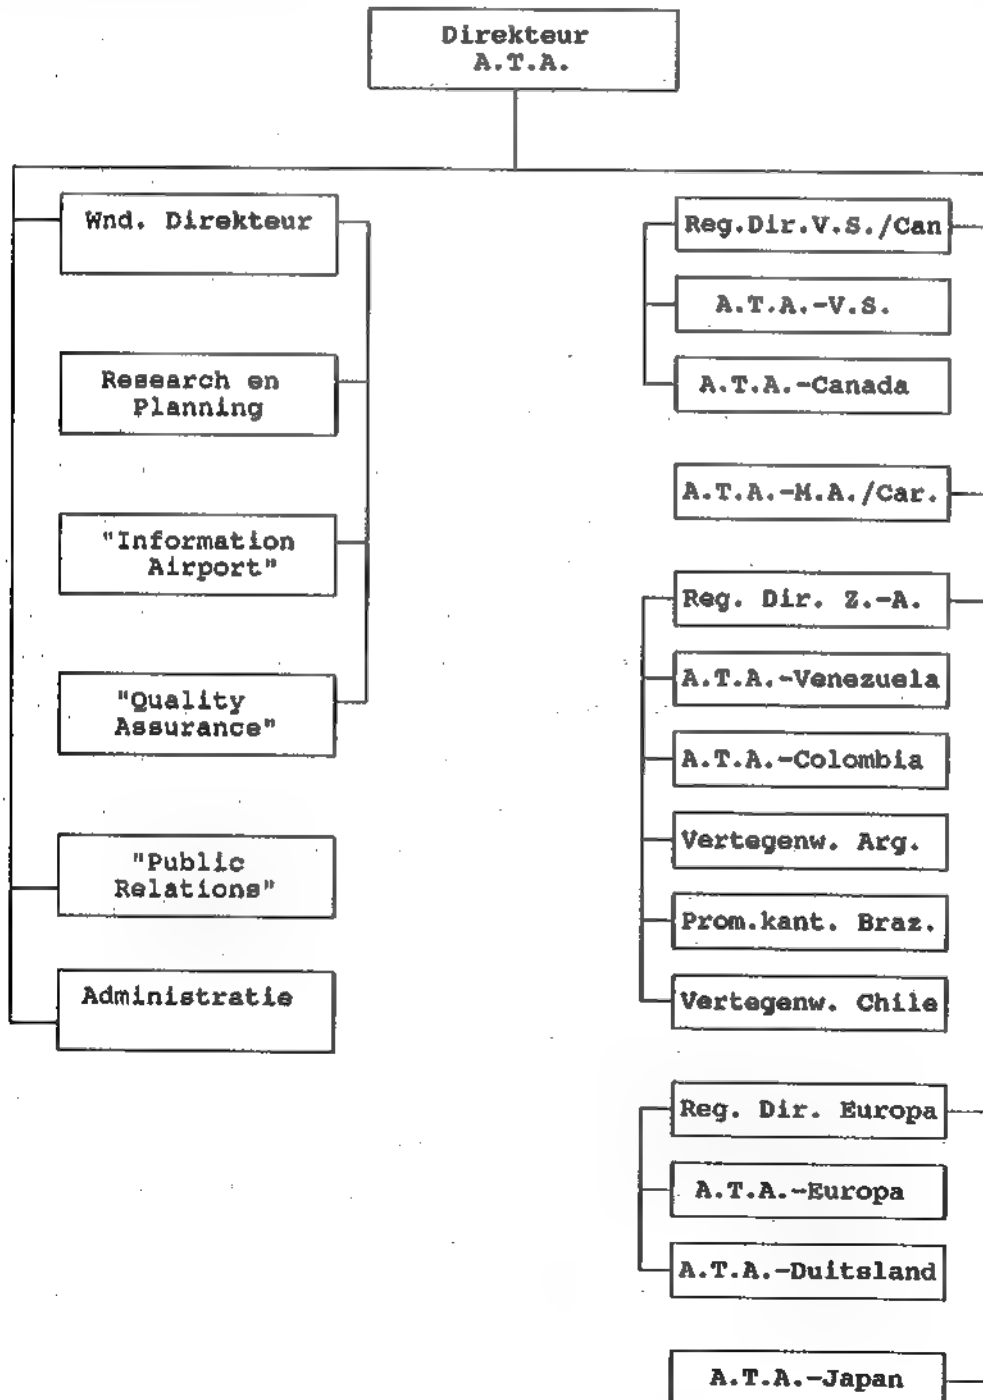 Direkteur
A.T.A.
Wnd. Direkteur
Research en
Planning
"Information
Airport"
"Quality
Assurance"
"Public
Relations"
Administratie
Reg.Dir.V.S./Can
A.T.A.-V.S.
A.T.A.-Canada
A.T.A.-M.A./Car.
Reg. Dir. Z.-A.
A.T.A.-Venezuela
A.T.A.-Colombia
Vertegenw. Arg.
Prom.kant. Braz.
Vertegenw. Chile
Reg. Dir. Europa
A.T.A.-Europa
A.T.A.-Duitsland
A.T.A.-Japan